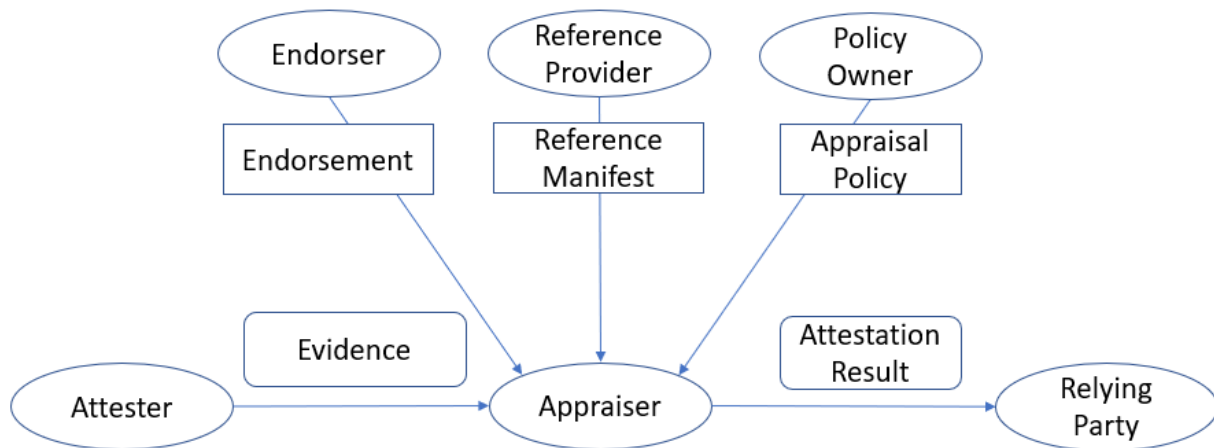 Endorser
Reference
Provider
Policy
Owner
Endorsement
Reference
Manifest
Appraisal
Policy
Evidence
Attestation
Result
Attester
Appraiser
Relying
Party